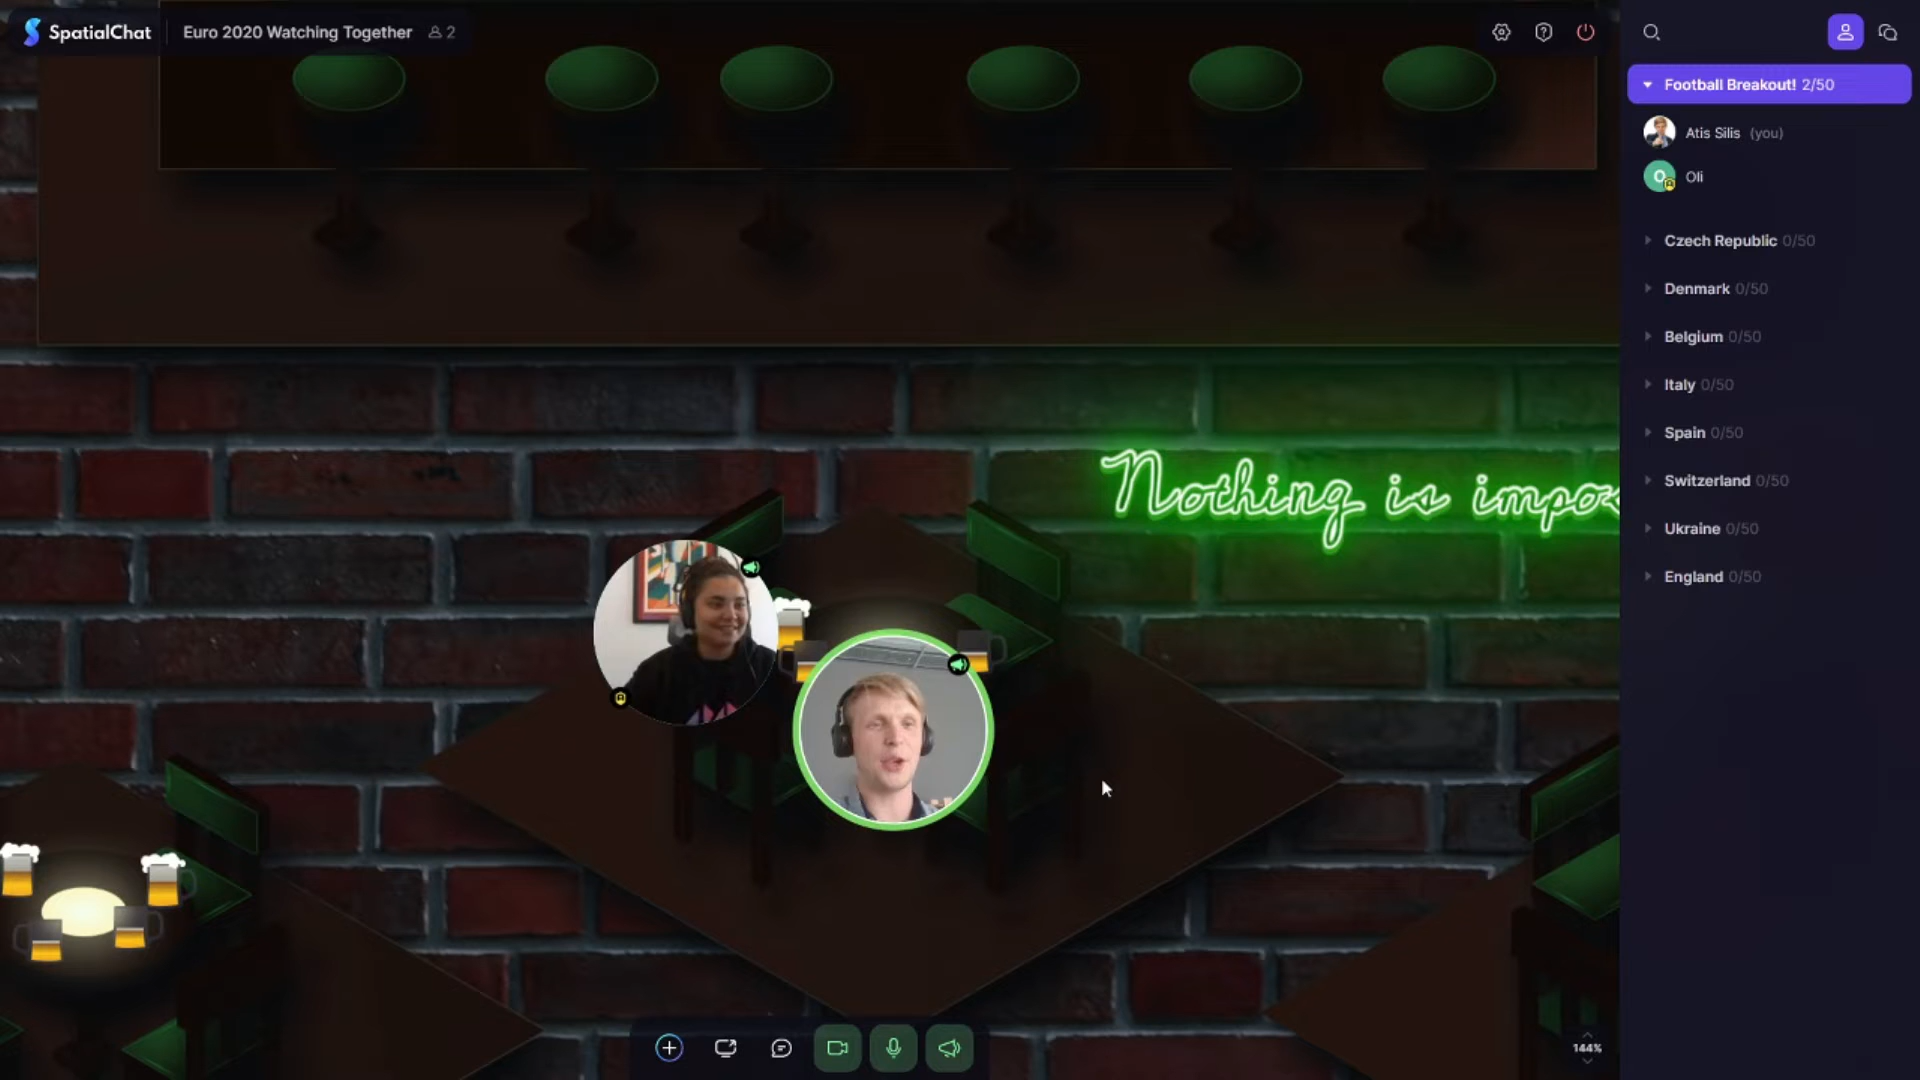 SpatialChat
Euro 2020 Watching Together 2
Football Breakout! 2/50
Atis Silis (you)
O Oli
Czech Republic 0/50
Denmark 0/50
Belgium 0/50
Italy 0/50
Spain 0/50
Switzerland 0/50
Ukraine 0/50
England 0/50
Nothing is impos
144%